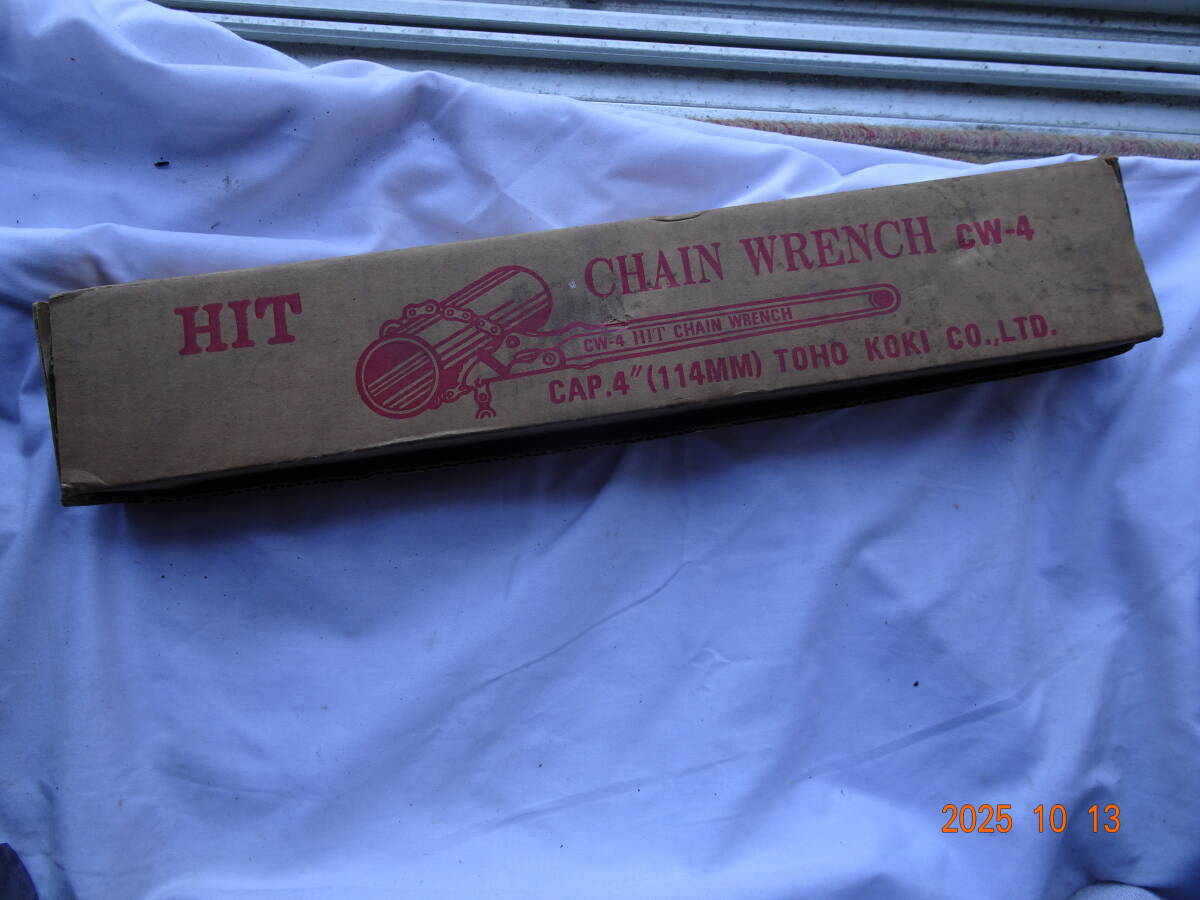 HIT
CHAIN WRENCH CW-4
CW-4 HIT CHAIN WRENCH
CAP.4"(114MM) TOHO KOKI CO.,LTD.
2025 10 13